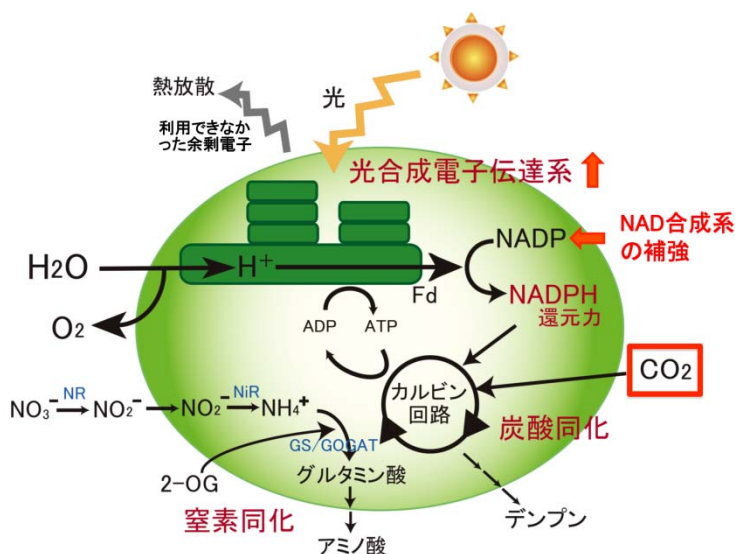 熱放散
利用できなか
った余剰電子
光
光合成電子伝達系
NAD合成系
の補強
NADP
H2O
H+
Fd
NADPH
還元力
O2
ADP
ATP
CO2
カルビン
回路
炭酸同化
NO3-
NR
NO2-
NO2-
NiR
NH4+
GS/GOGAT
2-OG
グルタミン酸
窒素同化
デンプン
アミノ酸